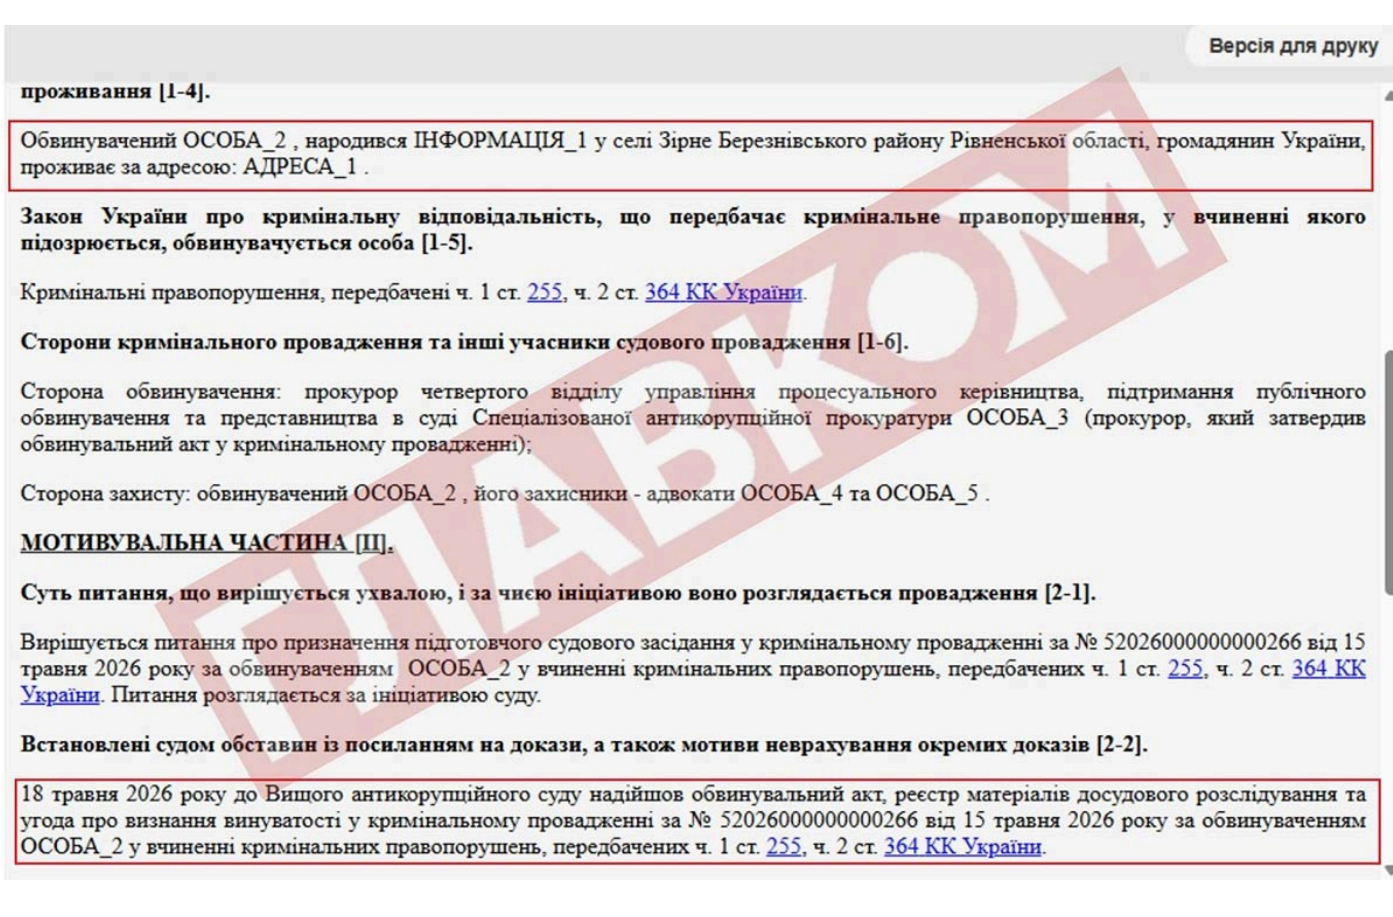 Версія для друку
проживання [1-4].
Обвинувачений ОСОБА_2 , народився ІНФОРМАЦІЯ_1 у селі Зірне Березнівського району Рівненської області, громадянин України,
проживає за адресою: АДРЕСА_1 .
Закон України про кримінальну відповідальність, що передбачає кримінальне правопорушення, у вчиненні якого
підозрюється, обвинувачується особа [1-5].
Кримінальні правопорушення, передбачені ч. 1 ст. 255, ч. 2 ст. 364 КК України.
Сторони кримінального провадження та інші учасники судового провадження [1-6].
Сторона обвинувачення: прокурор четвертого відділу управління процесуального керівництва, підтримання публічного
обвинувачення та представництва в суді Спеціалізованої антикорупційної прокуратури ОСОБА_3 (прокурор, який затвердив
обвинувальний акт у кримінальному провадженні);
Сторона захисту: обвинувачений ОСОБА_2 , його захисники - адвокати ОСОБА_4 та ОСОБА_5 .
МОТИВУВАЛЬНА ЧАСТИНА [ІІ].
Суть питання, що вирішується ухвалою, і за чиєю ініціативою воно розглядається провадження [2-1].
Вирішується питання про призначення підготовчого судового засідання у кримінальному провадженні за № 52026000000000266 від 15
травня 2026 року за обвинуваченням ОСОБА_2 у вчиненні кримінальних правопорушень, передбачених ч. 1 ст. 255, ч. 2 ст. 364 КК
України. Питання розглядається за ініціативою суду.
Встановлені судом обставин із посиланням на докази, а також мотиви неврахування окремих доказів [2-2].
18 травня 2026 року до Вищого антикорупційного суду надійшов обвинувальний акт, реєстр матеріалів досудового розслідування та
угода про визнання винуватості у кримінальному провадженні за № 52026000000000266 від 15 травня 2026 року за обвинуваченням
ОСОБА_2 у вчиненні кримінальних правопорушень, передбачених ч. 1 ст. 255, ч. 2 ст. 364 КК України.
ГЛАВКОМ